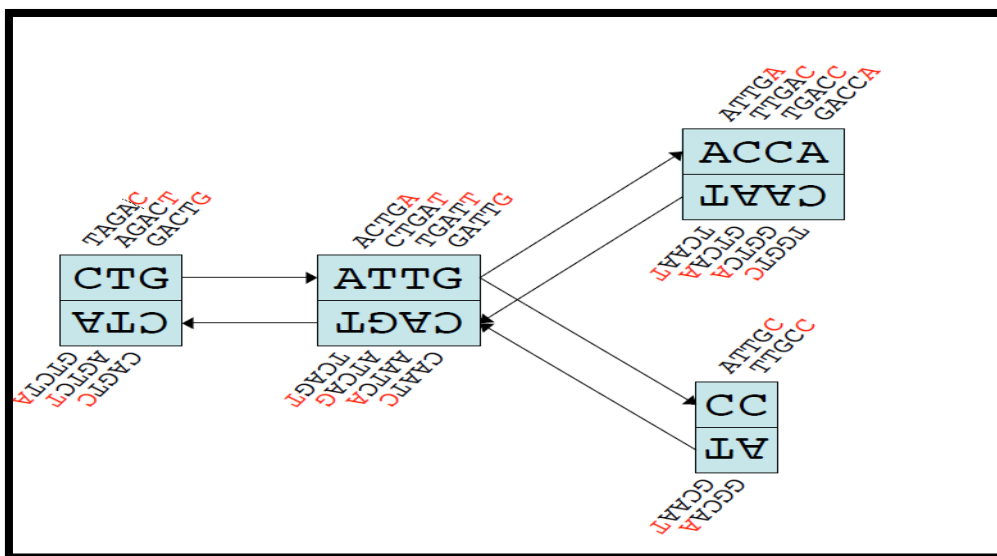 TAGAC
AGACT
GACTG
CTG
CTA
CAGTC
AGTCT
GTCTA
ACTGA
CTGAT
TGATT
GATTG
ATTG
CAGT
CAATC
AATCA
ATCAG
TCAGT
ATTGA
TTGAC
TGACC
GACCA
ACCA
CAAT
TGGTC
GGTCA
GTCAA
TCAAT
ATTGC
TTGCC
CC
AT
GGCAA
GCAAT